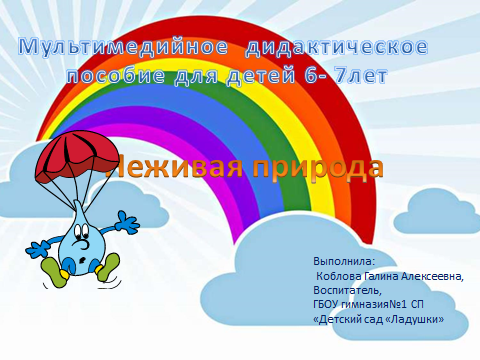 Мультимедийное дидактическое
пособие для детей 6- 7лет
Неживая природа
Выполнила:
Коблова Галина Алексеевна,
Воспитатель,
ГБОУ гимназия№1 СП
«Детский сад «Ладушки»